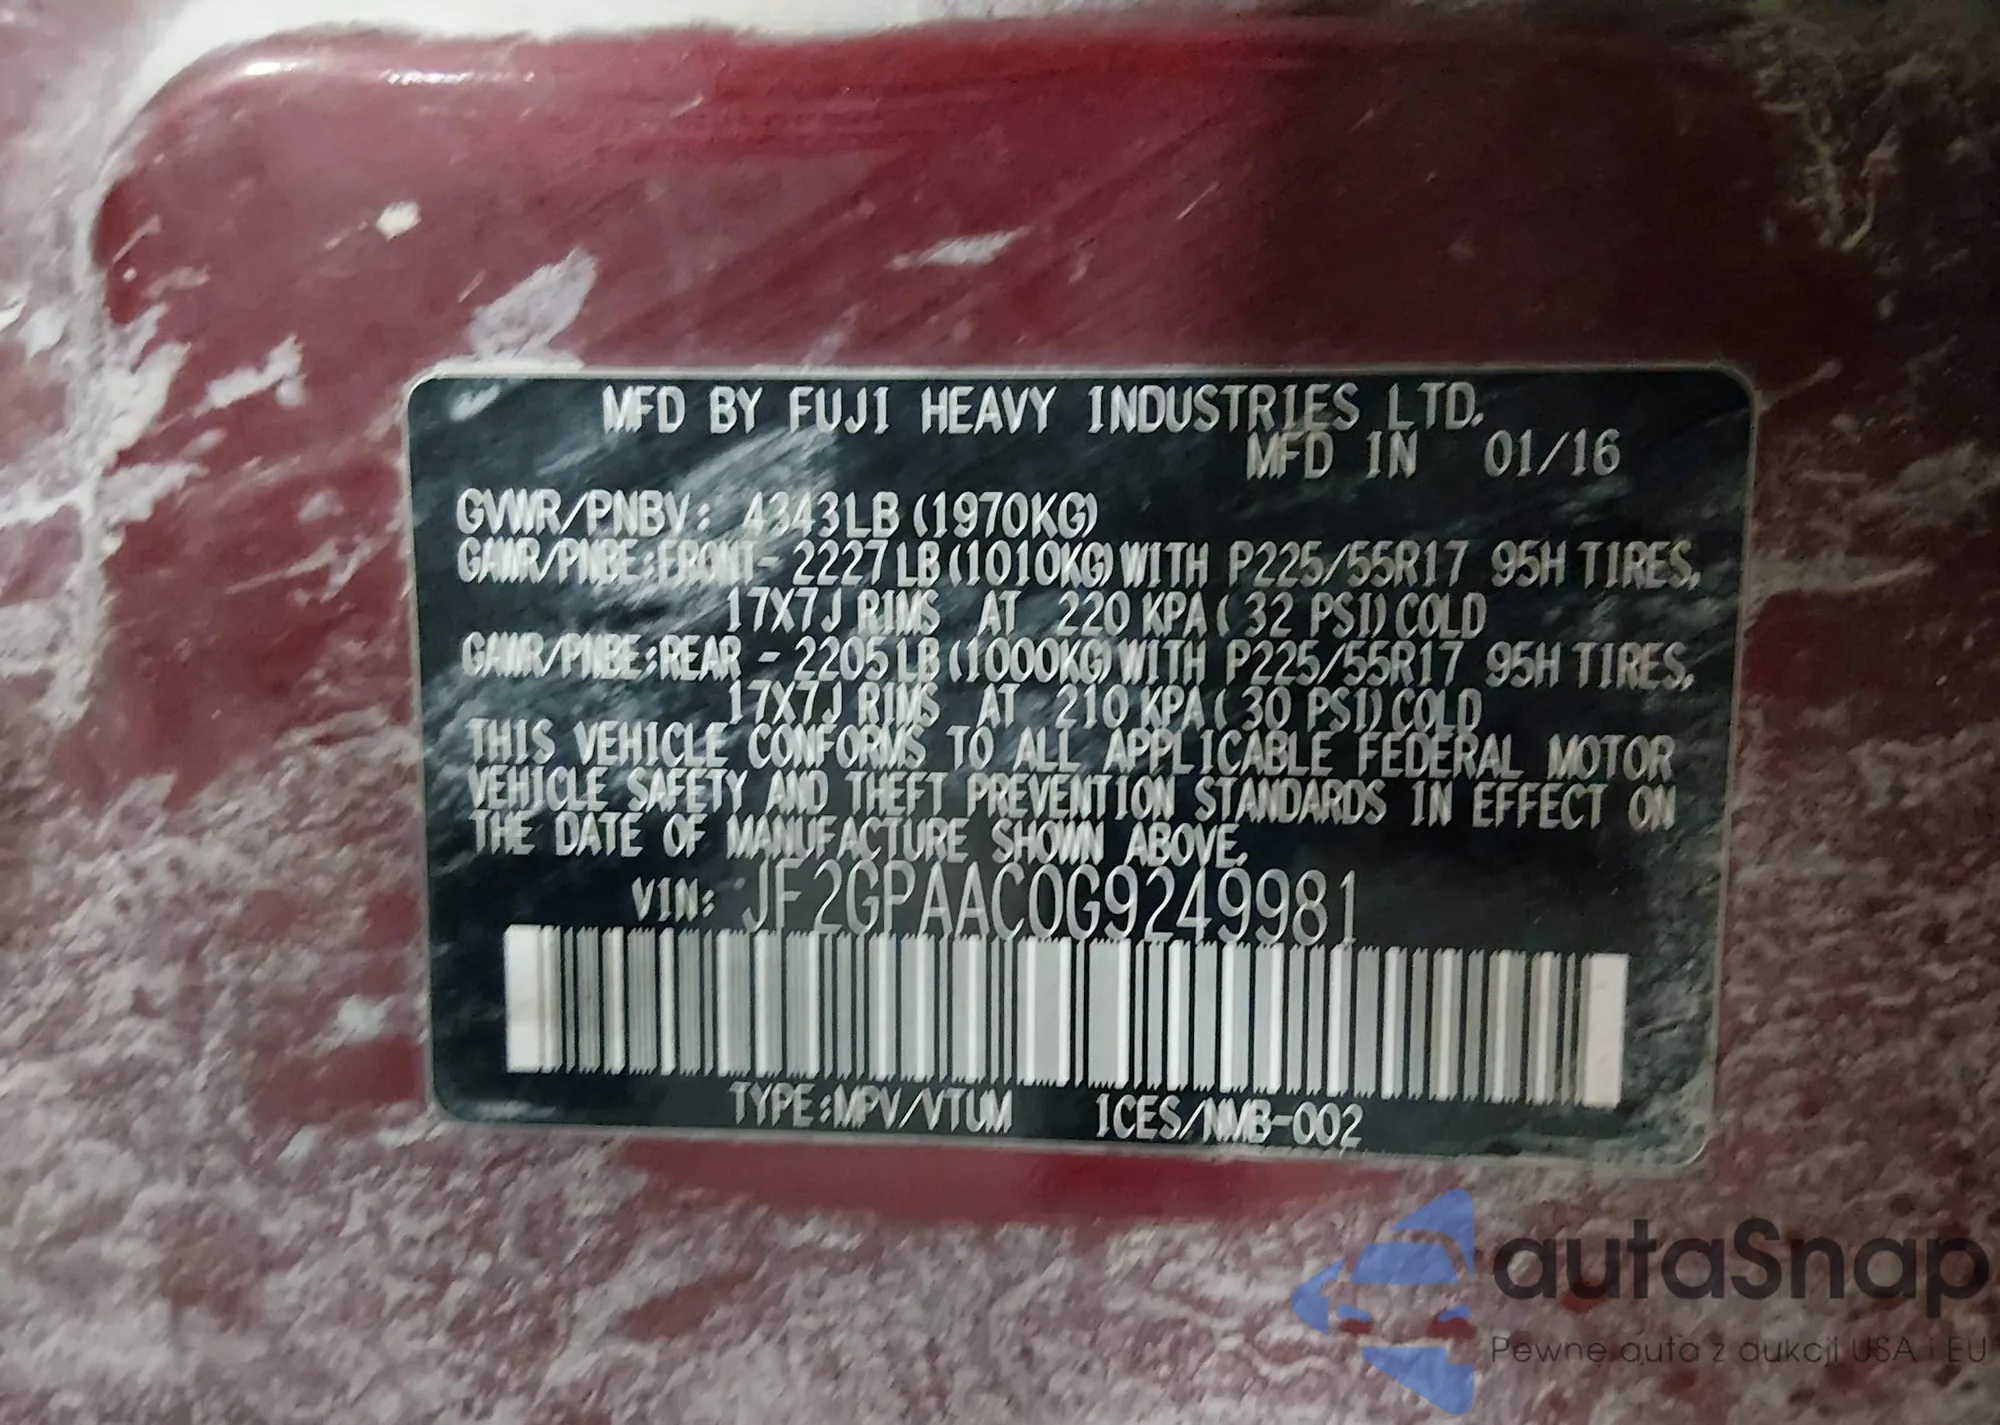 MFD BY FUJI HEAVY INDUSTRIES LTD.
MFD IN 01/16
GVWR/PNBV: 4343LB (1970KG)
GAWR/PNBE:FRONT- 2227LB (1010KG) WITH P225/55R17 95H TIRES,
17X7J RIMS AT 220 KPA ( 32 PSI) COLD
GAWR/PNBE:REAR - 2205LB (1000KG) WITH P225/55R17 95H TIRES,
17X7J RIMS AT 210 KPA ( 30 PSI) COLD
THIS VEHICLE CONFORMS TO ALL APPLICABLE FEDERAL MOTOR
VEHICLE SAFETY AND THEFT PREVENTION STANDARDS IN EFFECT ON
THE DATE OF MANUFACTURE SHOWN ABOVE.
VIN: JF2GPAAC0G9249981
TYPE:MPV/VTUM ICES/NMB-002
autaSnap
Pewne auta z aukcji USA i EU